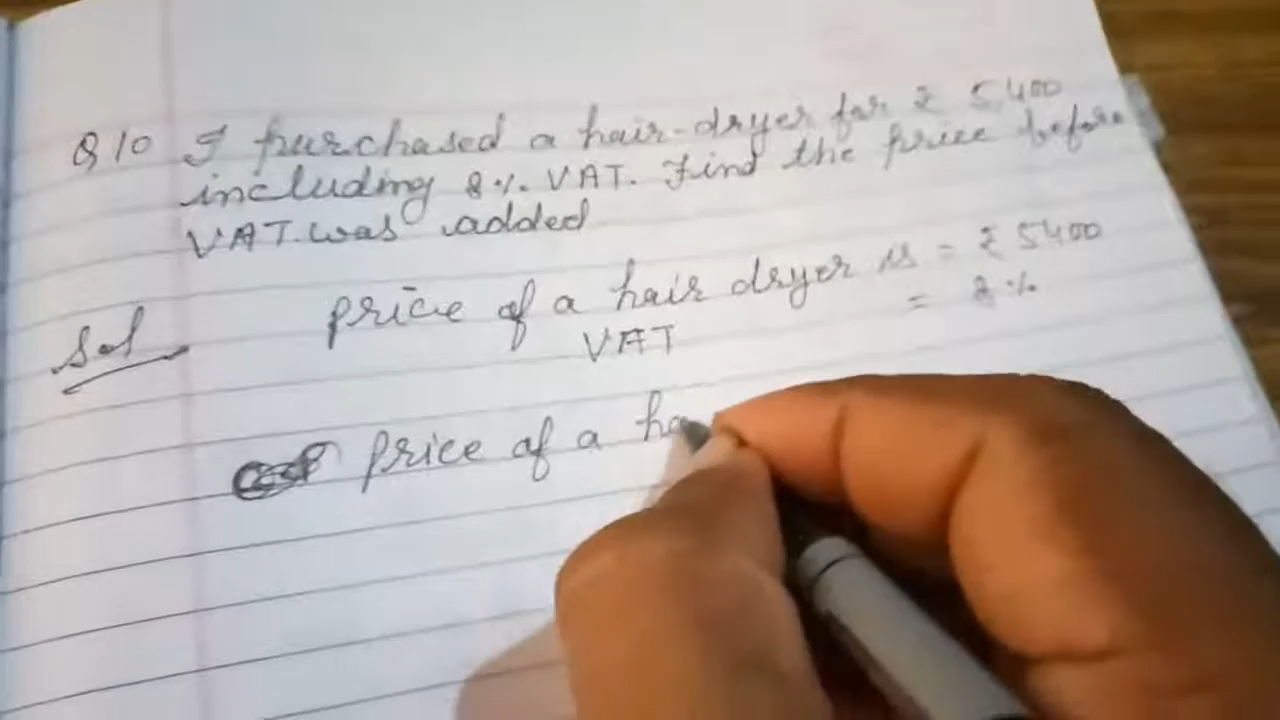 Q10 I purchased a hair-dryer for ₹ 5400
including 8% VAT. Find the price before
VAT. was added
Sol price of a hair dryer is = ₹ 5400
VAT = 8%
price of a ha